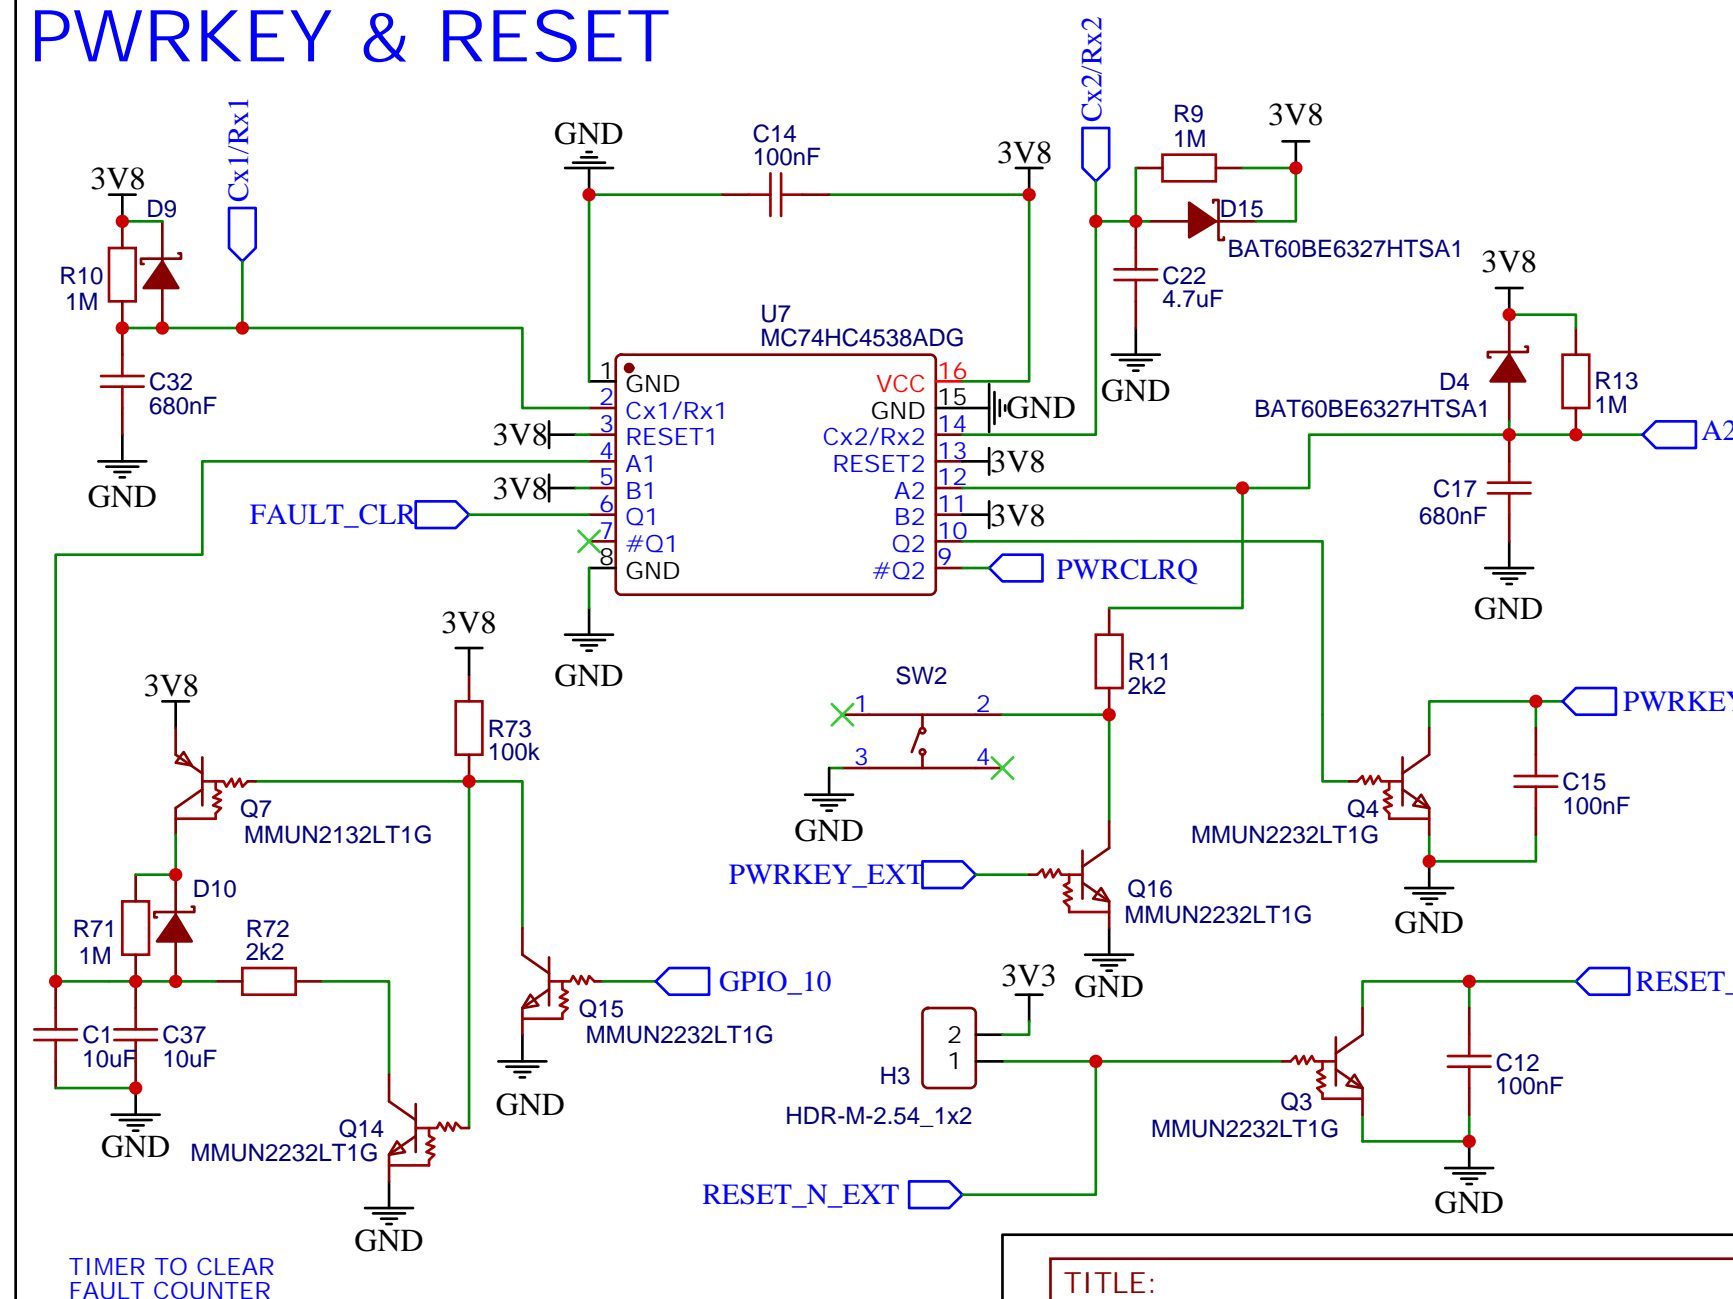 PWRKEY & RESET
Cx1/Rx1
Cx2/Rx2
3V8
D9
R10
1M
C32
680nF
GND
GND
C14
100nF
3V8
R9
1M
3V8
D15
BAT60BE6327HTSA1
C22
4.7uF
GND
3V8
D4
BAT60BE6327HTSA1
R13
1M
C17
680nF
GND
U7
MC74HC4538ADG
1 GND
2 Cx1/Rx1
3V8 3 RESET1
4 A1
3V8 5 B1
FAULT_CLR 6 Q1
7 #Q1
8 GND
VCC 16
GND 15 GND
Cx2/Rx2 14
RESET2 13 3V8
A2 12
B2 11 3V8
Q2 10
#Q2 9 PWRCLRQ
GND
3V8
R73
100k
3V8
Q7
MMUN2132LT1G
R71
1M
D10
R72
2k2
C1
10uF
C37
10uF
GND
Q14
MMUN2232LT1G
GND
GPIO_10
Q15
MMUN2232LT1G
GND
SW2
1 2
3 4
GND
R11
2k2
PWRKEY_EXT
Q16
MMUN2232LT1G
GND
PWRKEY
Q4
MMUN2232LT1G
C15
100nF
GND
3V3
2
1
H3
HDR-M-2.54_1x2
RESET_N_EXT
RESET_
Q3
MMUN2232LT1G
C12
100nF
GND
TIMER TO CLEAR
FAULT COUNTER
TITLE: